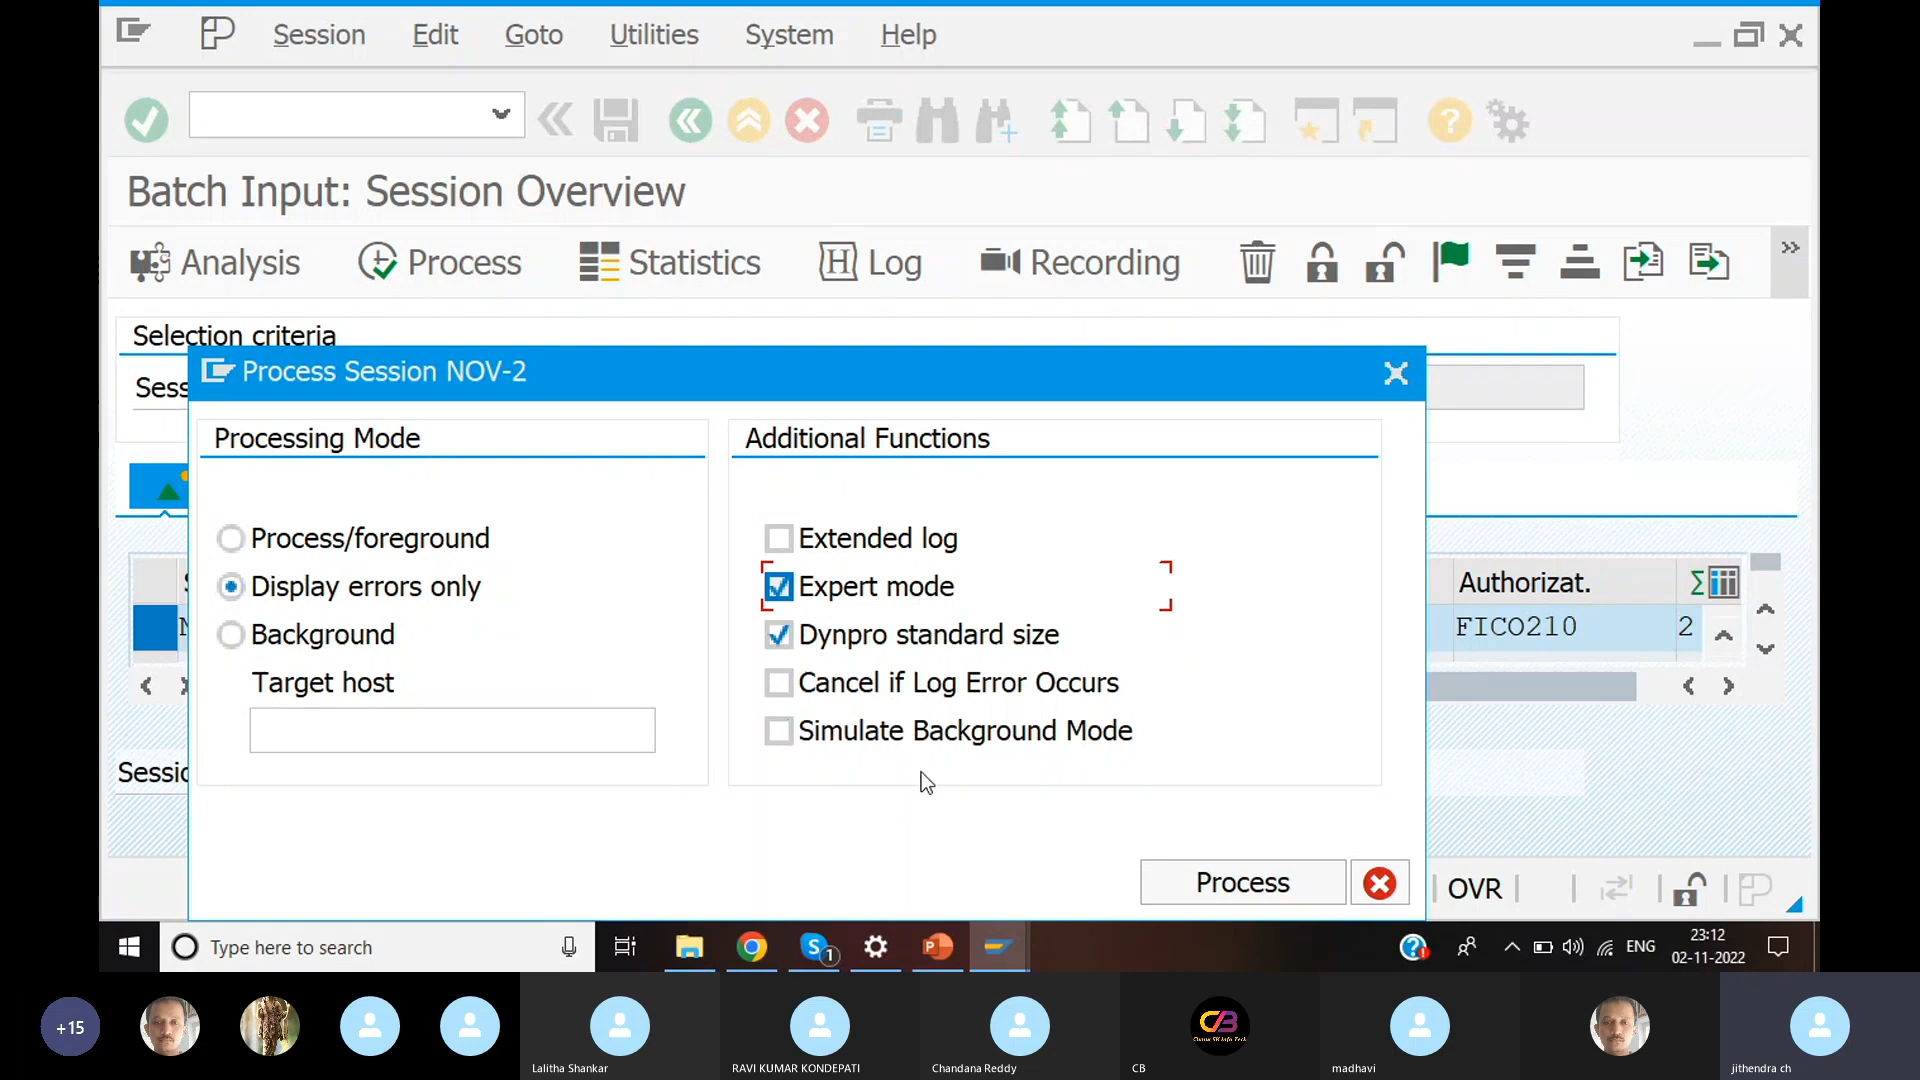 Session Edit Goto Utilities System Help
Batch Input: Session Overview
Analysis Process Statistics Log Recording
Selection criteria
Sess
Process Session NOV-2
Processing Mode
Additional Functions
Process/foreground
Extended log
Display errors only
Expert mode
Background
Dynpro standard size
Target host
Cancel if Log Error Occurs
Simulate Background Mode
Authorizat.
FICO210 2
Sessio
Process
OVR
Type here to search
1
ENG
23:12
02-11-2022
+15
Lalitha Shankar
RAVI KUMAR KONDEPATI
Chandana Reddy
CB
madhavi
jithendra ch